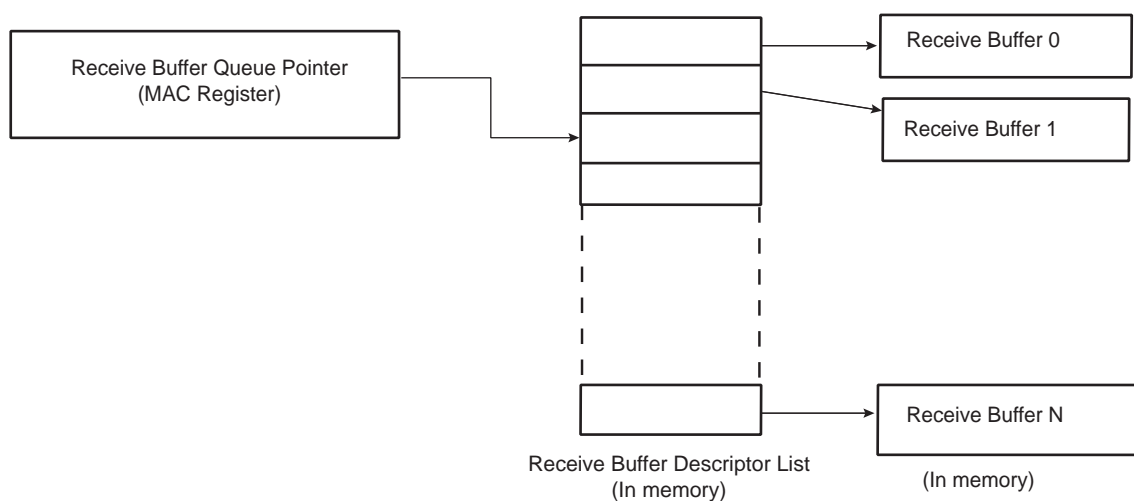 Receive Buffer Queue Pointer
(MAC Register)
Receive Buffer 0
Receive Buffer 1
Receive Buffer N
Receive Buffer Descriptor List
(In memory)
(In memory)